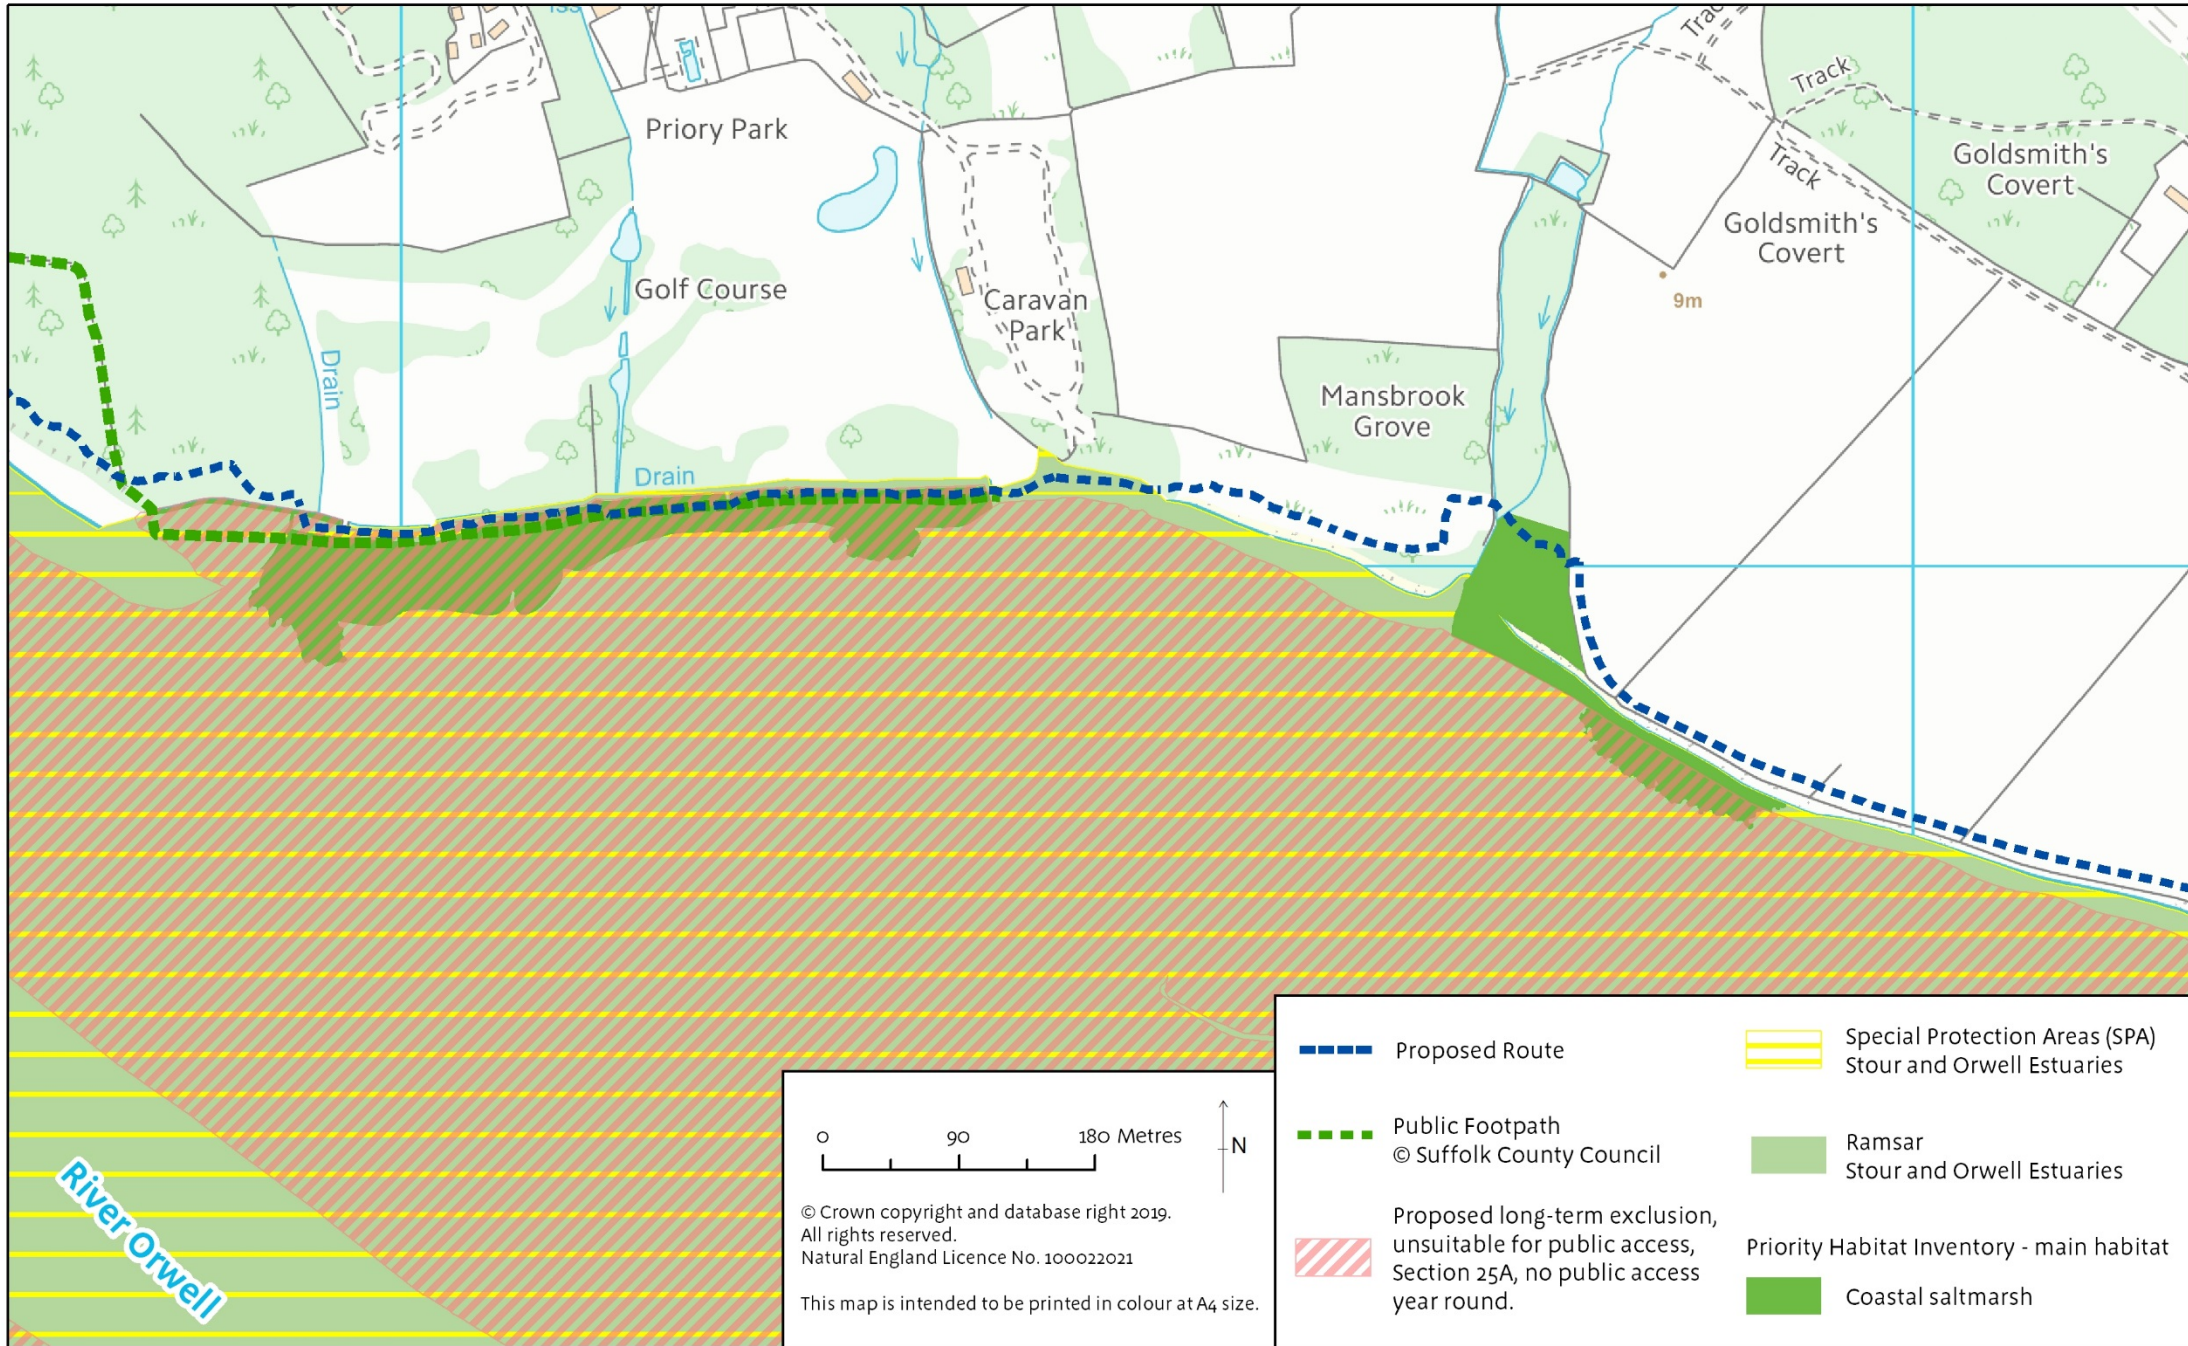 Priory Park
Golf Course
Caravan
Park
Drain
Drain
Mansbrook
Grove
Track
Track
Goldsmith's
Covert
Goldsmith's
Covert
9m
River Orwell
0 90 180 Metres
N
© Crown copyright and database right 2019.
All rights reserved.
Natural England Licence No. 100022021
This map is intended to be printed in colour at A4 size.
Proposed Route
Public Footpath
© Suffolk County Council
Proposed long-term exclusion,
unsuitable for public access,
Section 25A, no public access
year round.
Special Protection Areas (SPA)
Stour and Orwell Estuaries
Ramsar
Stour and Orwell Estuaries
Priority Habitat Inventory - main habitat
Coastal saltmarsh